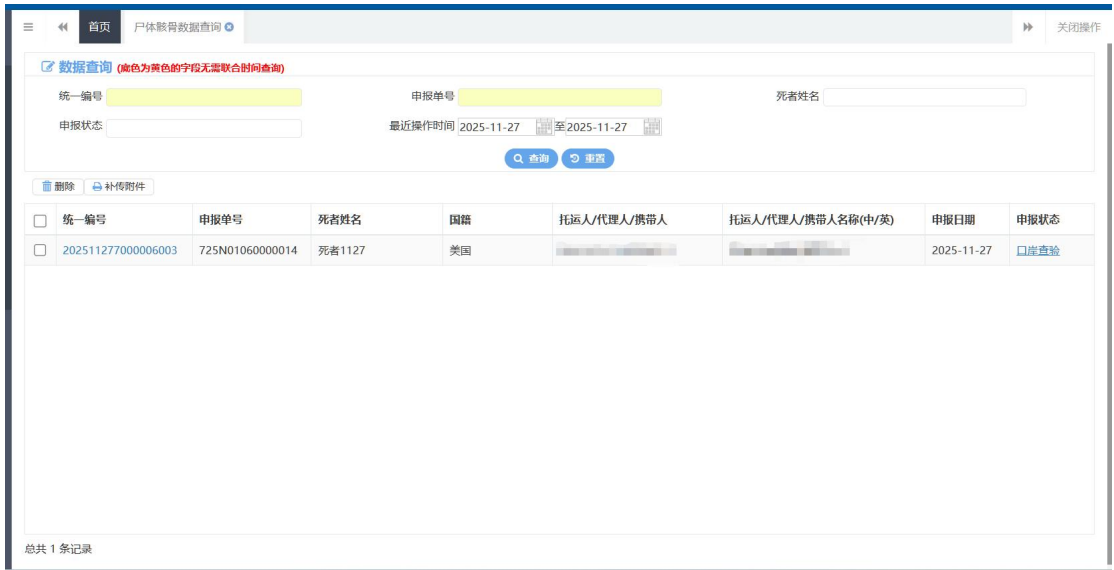 首页 尸体骸骨数据查询 关闭操作
数据查询 (底色为黄色的字段无需联合时间查询)
统一编号 申报单号 死者姓名
申报状态 最近操作时间 2025-11-27 至 2025-11-27
查询 重置
删除 补传附件
统一编号 申报单号 死者姓名 国籍 托运人/代理人/携带人 托运人/代理人/携带人名称(中/英) 申报日期 申报状态
202511277000006003 725N01060000014 死者1127 美国 2025-11-27 口岸查验
总共 1 条记录